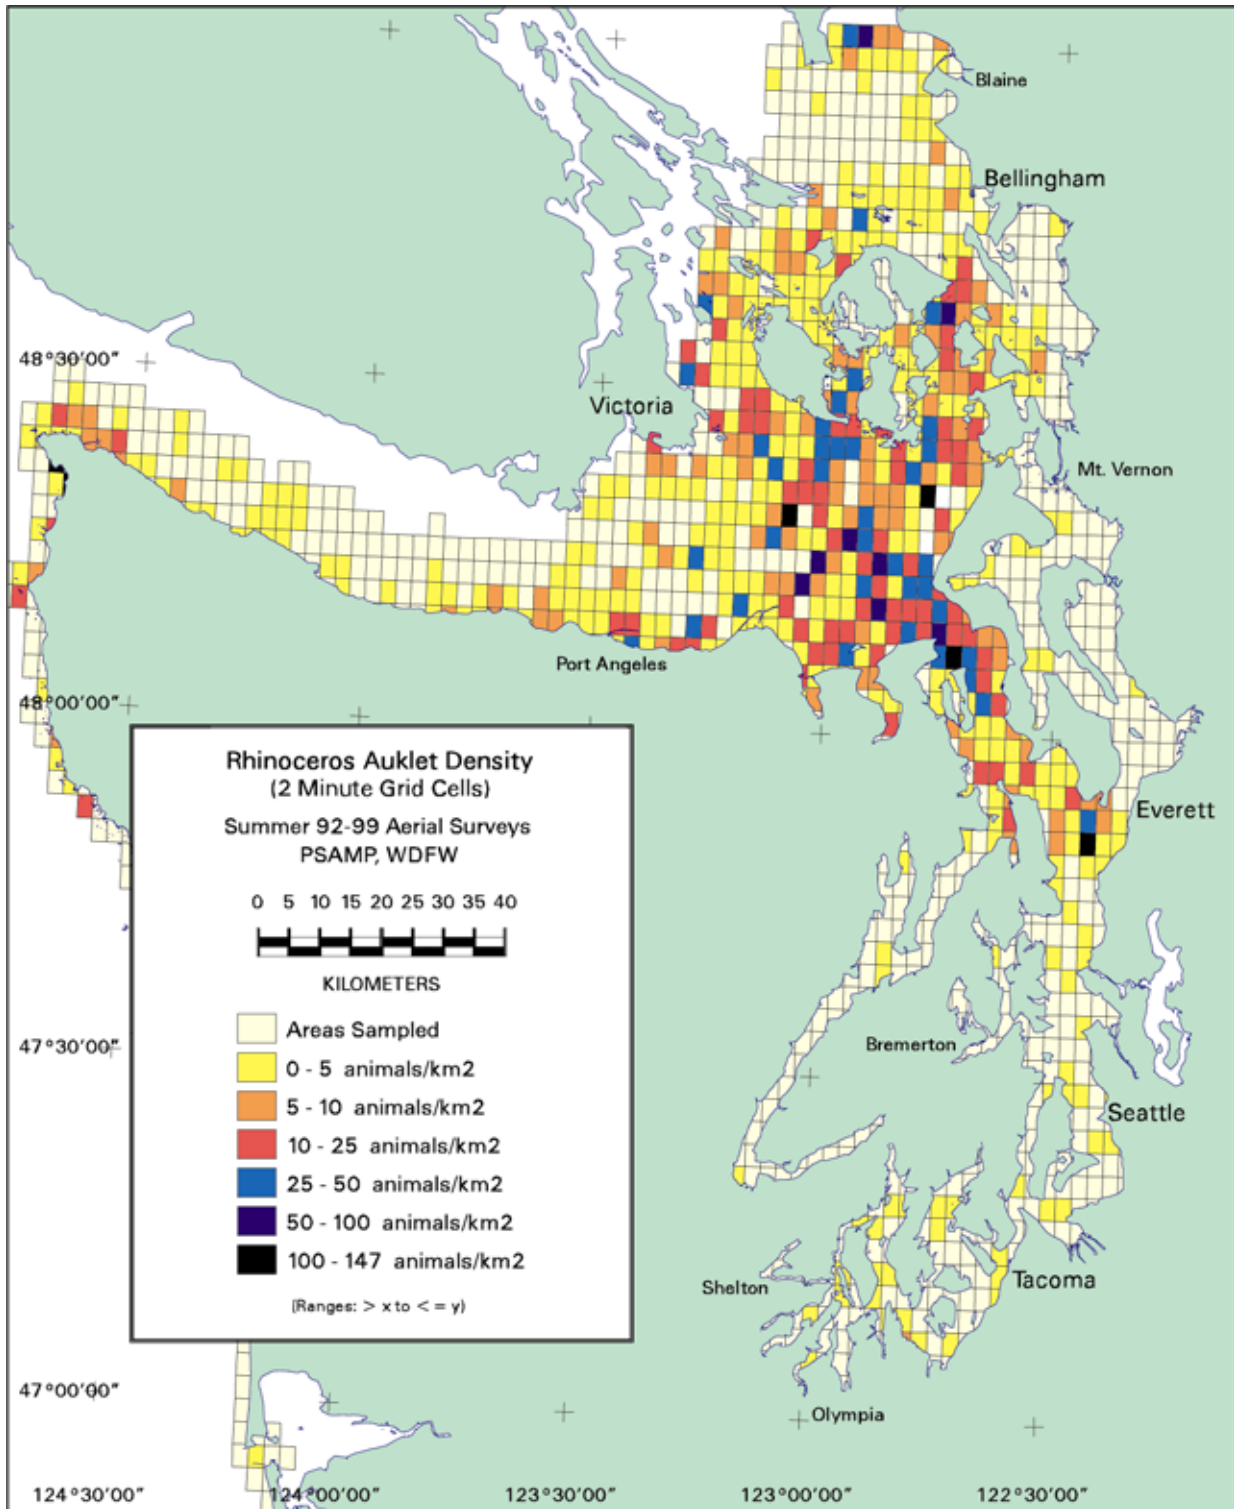 Blaine
Bellingham
48°30'00"
Victoria
Mt. Vernon
Port Angeles
48°00'00"
Rhinoceros Auklet Density
(2 Minute Grid Cells)
Summer 92-99 Aerial Surveys
PSAMP, WDFW
0 5 10 15 20 25 30 35 40
KILOMETERS
Areas Sampled
0 - 5 animals/km2
5 - 10 animals/km2
10 - 25 animals/km2
25 - 50 animals/km2
50 - 100 animals/km2
100 - 147 animals/km2
(Ranges: > x to < = y)
Everett
47°30'00"
Bremerton
Seattle
Shelton
Tacoma
47°00'00"
Olympia
124°30'00" 124°00'00" 123°30'00" 123°00'00" 122°30'00"